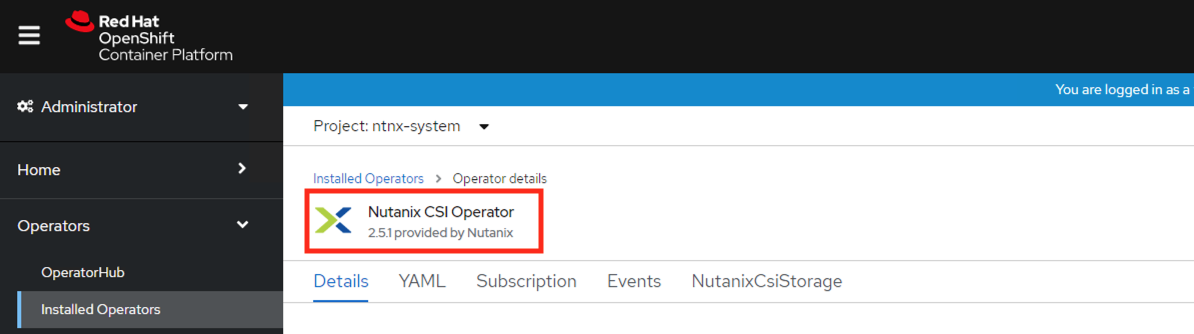 Red Hat
OpenShift
Container Platform
You are logged in as a
Administrator
Project: ntnx-system
Home
Installed Operators > Operator details
Nutanix CSI Operator
2.5.1 provided by Nutanix
Operators
OperatorHub
Installed Operators
Details YAML Subscription Events NutanixCsiStorage